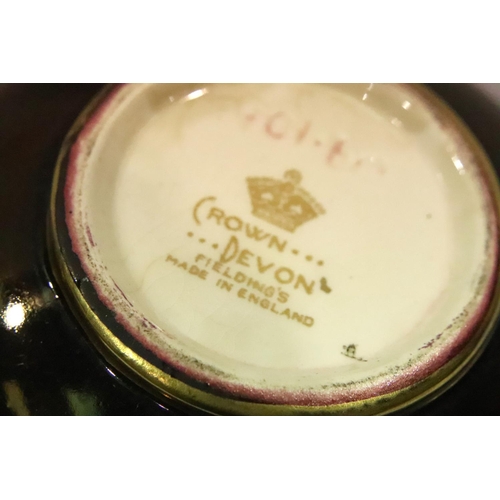 CROWN...
...DEVON
FIELDING'S
MADE IN ENGLAND